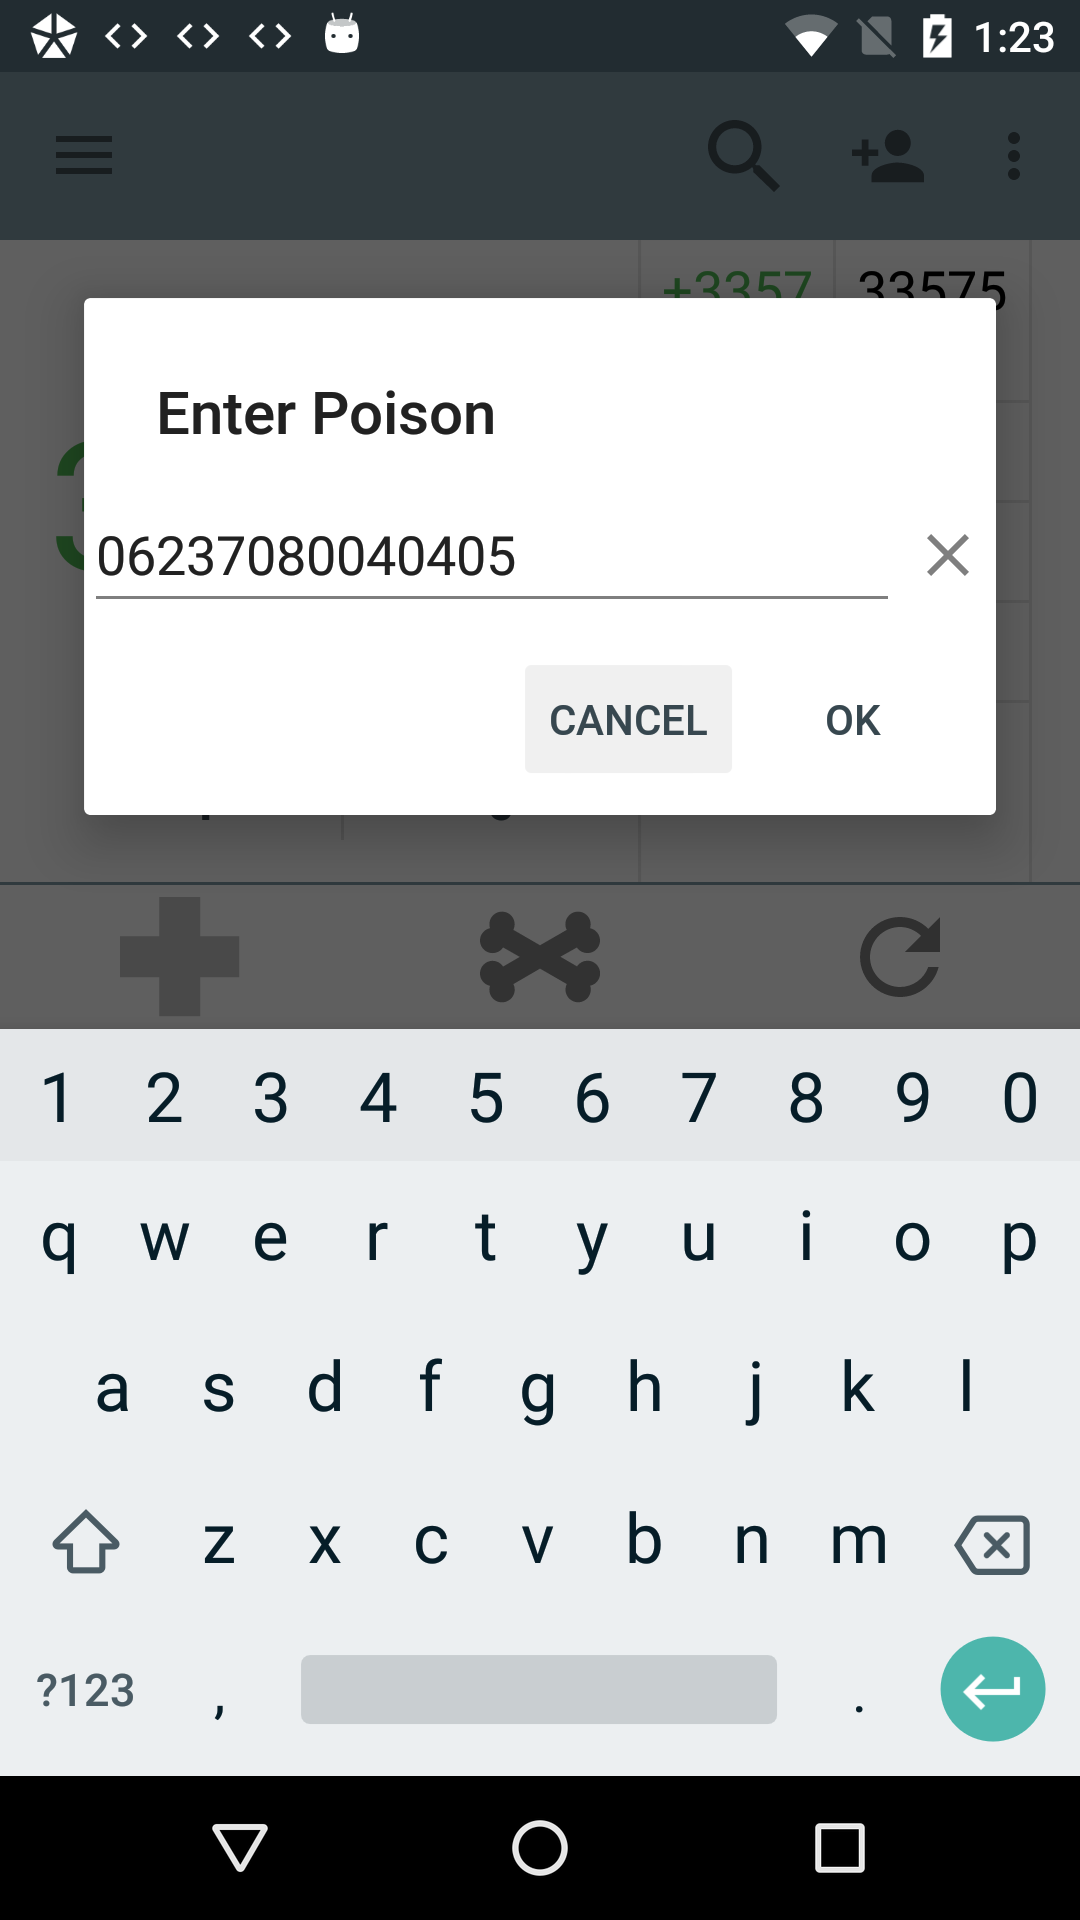 1:23
+3357 33575
Enter Poison
06237080040405
CANCEL OK
1 2 3 4 5 6 7 8 9 0
q w e r t y u i o p
a s d f g h j k l
z x c v b n m
?123 , .